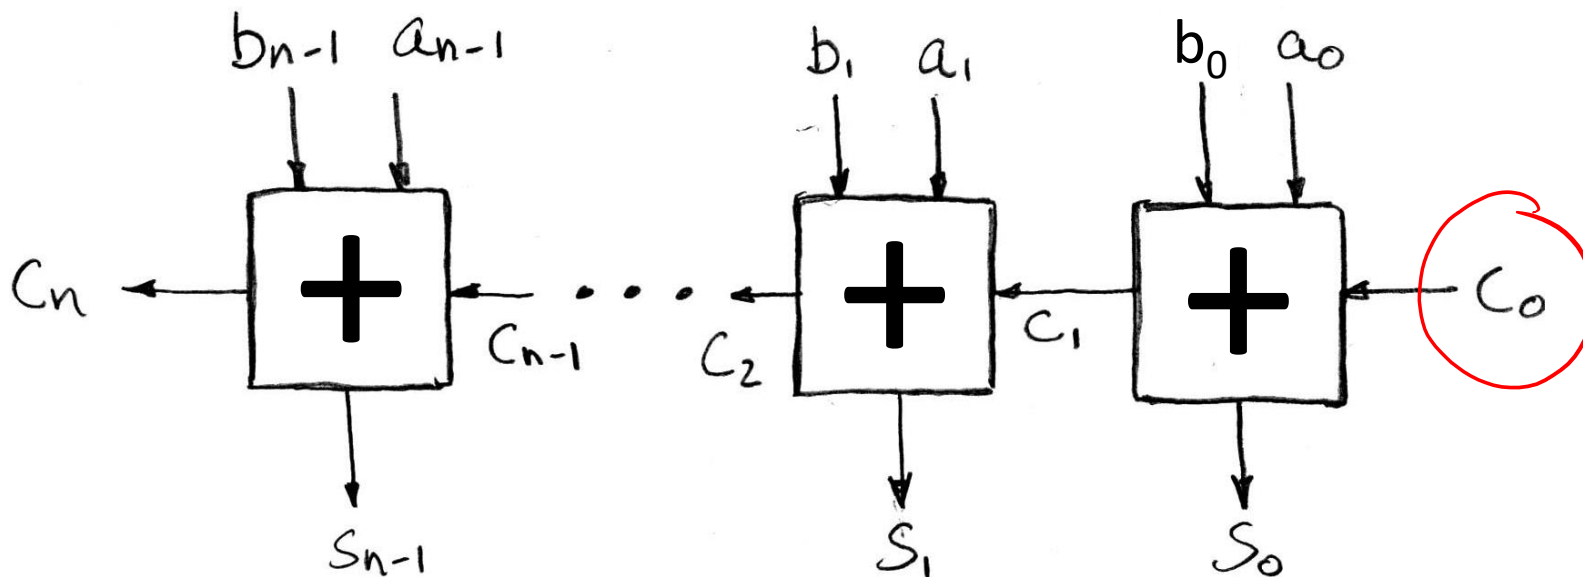 bn-1 an-1 b1 a1 b0 a0
+ + +
Cn Cn-1 ... C2 C1 C0
Sn-1 S1 S0